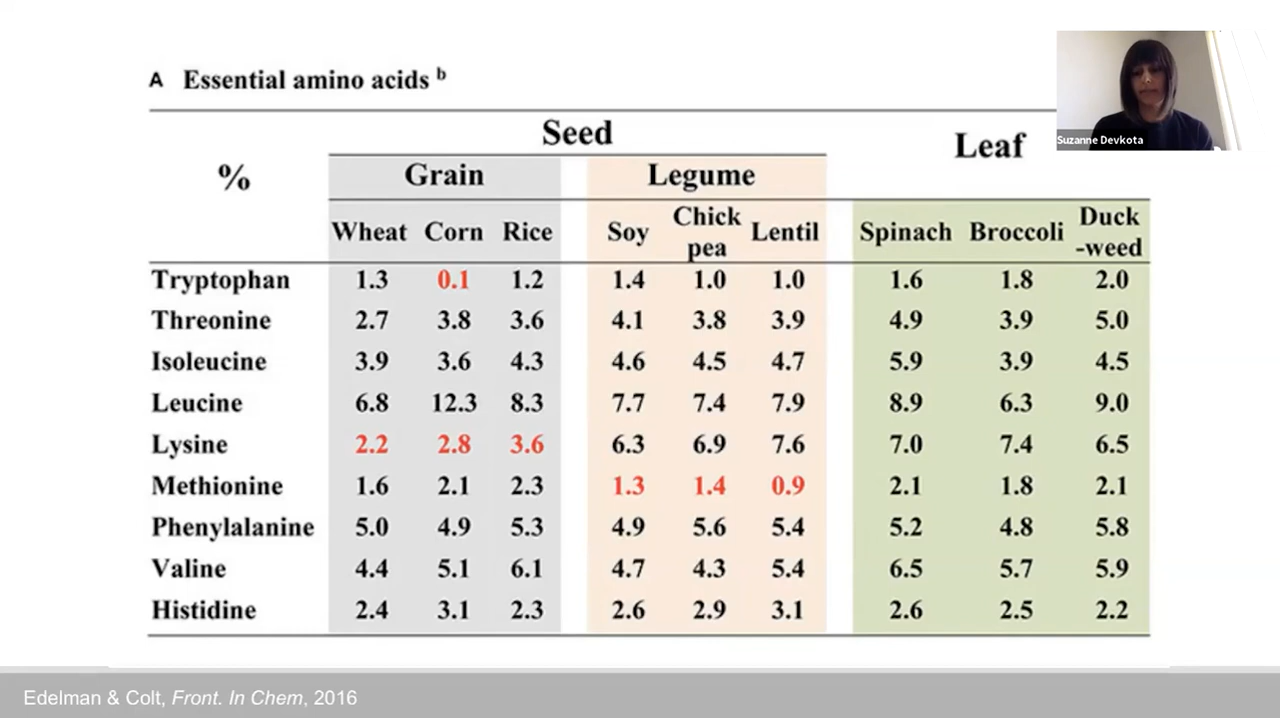 A Essential amino acids b
Seed
Leaf
Suzanne Devkota
%
Grain
Legume
Wheat Corn Rice Soy Chick pea Lentil Spinach Broccoli Duck -weed
Tryptophan 1.3 0.1 1.2 1.4 1.0 1.0 1.6 1.8 2.0
Threonine 2.7 3.8 3.6 4.1 3.8 3.9 4.9 3.9 5.0
Isoleucine 3.9 3.6 4.3 4.6 4.5 4.7 5.9 3.9 4.5
Leucine 6.8 12.3 8.3 7.7 7.4 7.9 8.9 6.3 9.0
Lysine 2.2 2.8 3.6 6.3 6.9 7.6 7.0 7.4 6.5
Methionine 1.6 2.1 2.3 1.3 1.4 0.9 2.1 1.8 2.1
Phenylalanine 5.0 4.9 5.3 4.9 5.6 5.4 5.2 4.8 5.8
Valine 4.4 5.1 6.1 4.7 4.3 5.4 6.5 5.7 5.9
Histidine 2.4 3.1 2.3 2.6 2.9 3.1 2.6 2.5 2.2
Edelman & Colt, Front. In Chem, 2016